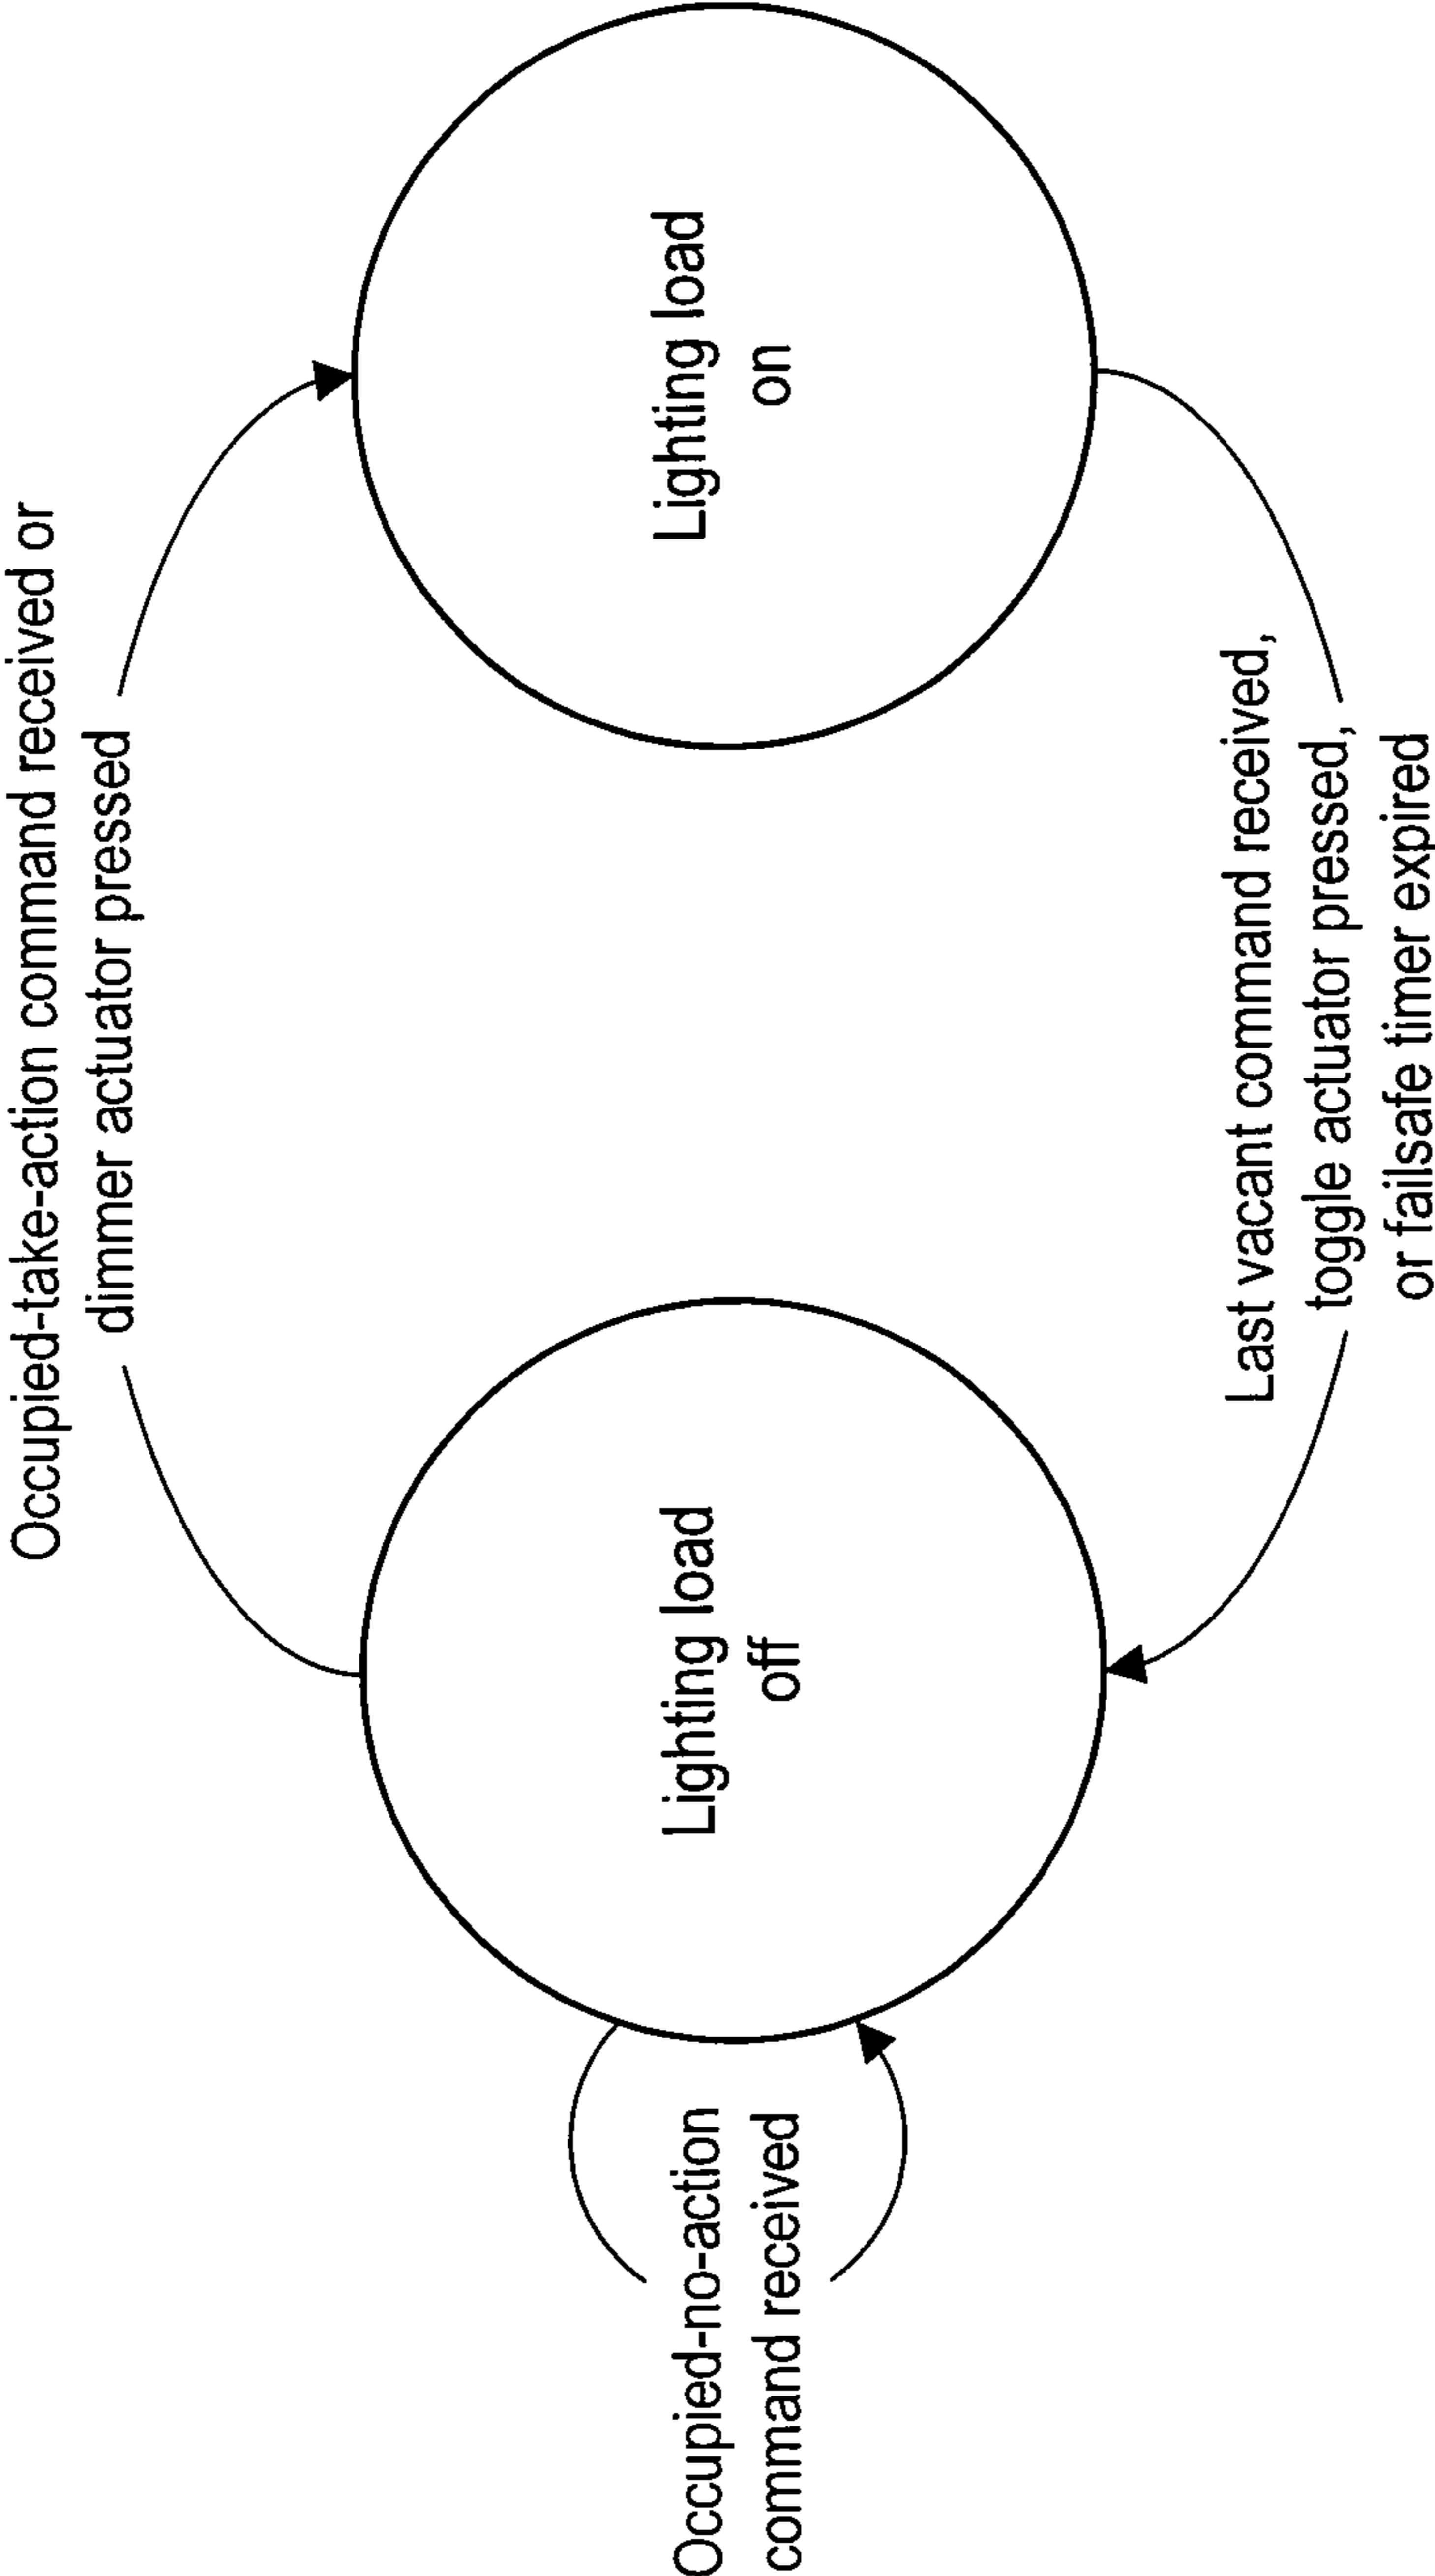 Occupied-take-action command received or
dimmer actuator pressed
Occupied-no-action
command received
Lighting load
off
Lighting load
on
Last vacant command received,
toggle actuator pressed,
or failsafe timer expired